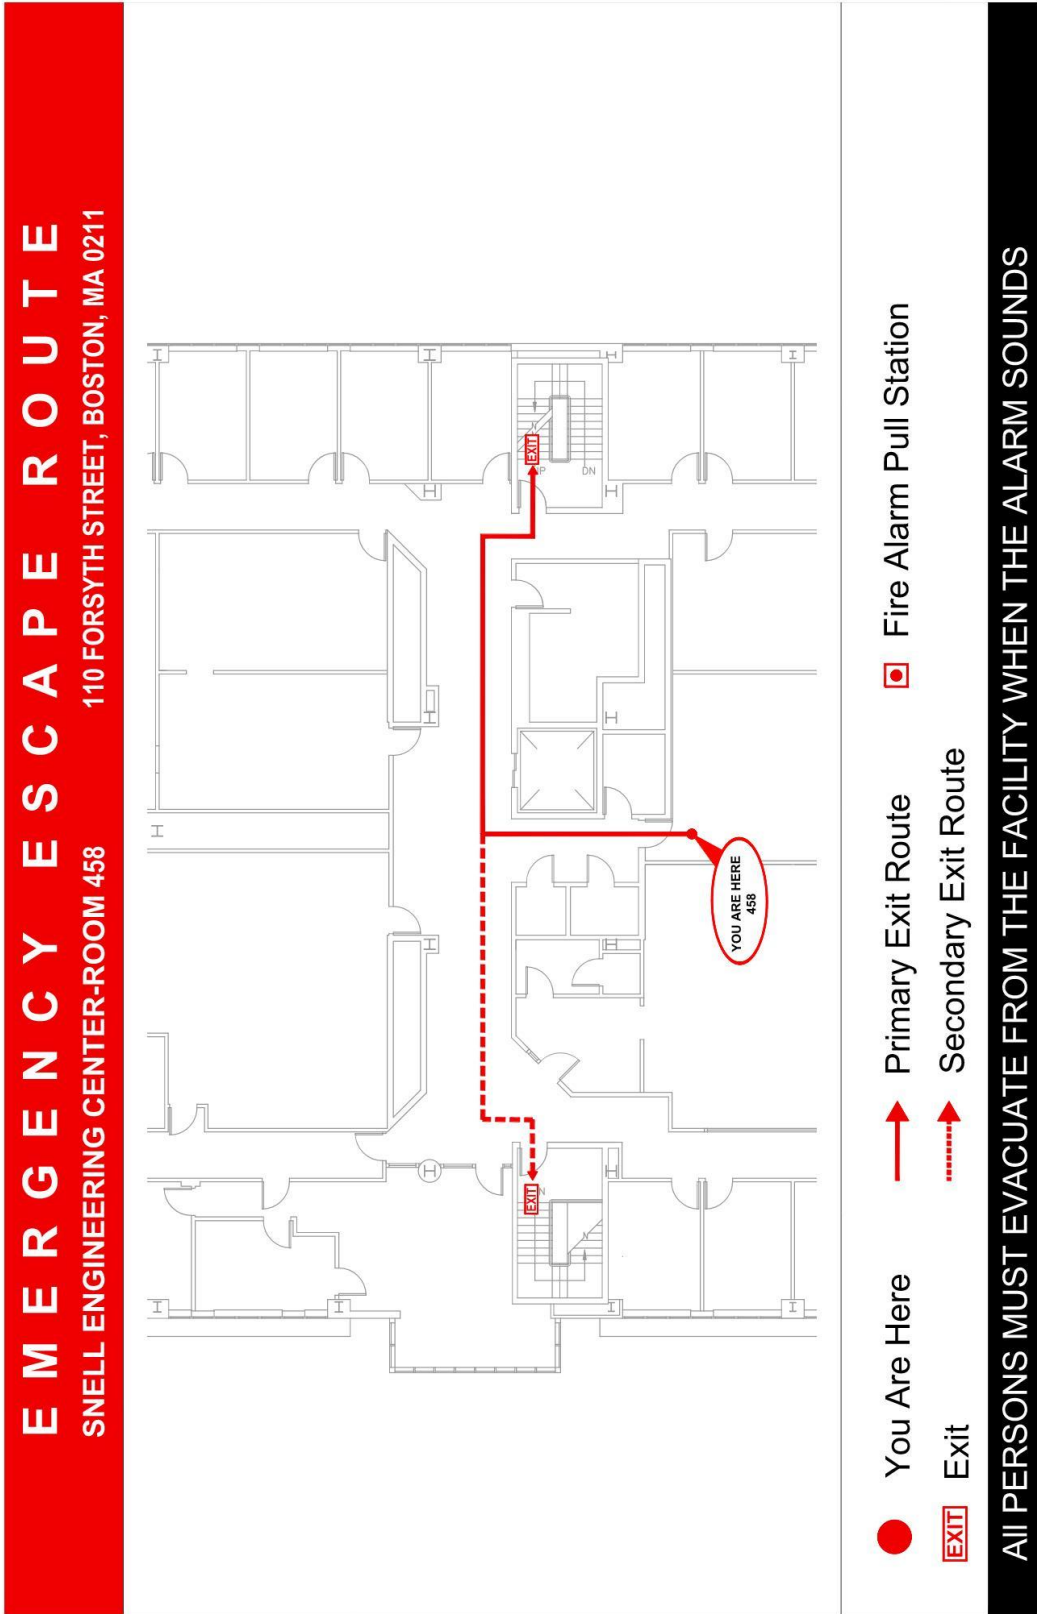 EMERGENCY ESCAPE ROUTE
SNELL ENGINEERING CENTER-ROOM 458
110 FORSYTH STREET, BOSTON, MA 0211
EXIT
N
EXIT
DN
YOU ARE HERE
458
You Are Here
Primary Exit Route
Fire Alarm Pull Station
EXIT
Exit
Secondary Exit Route
All PERSONS MUST EVACUATE FROM THE FACILITY WHEN THE ALARM SOUNDS